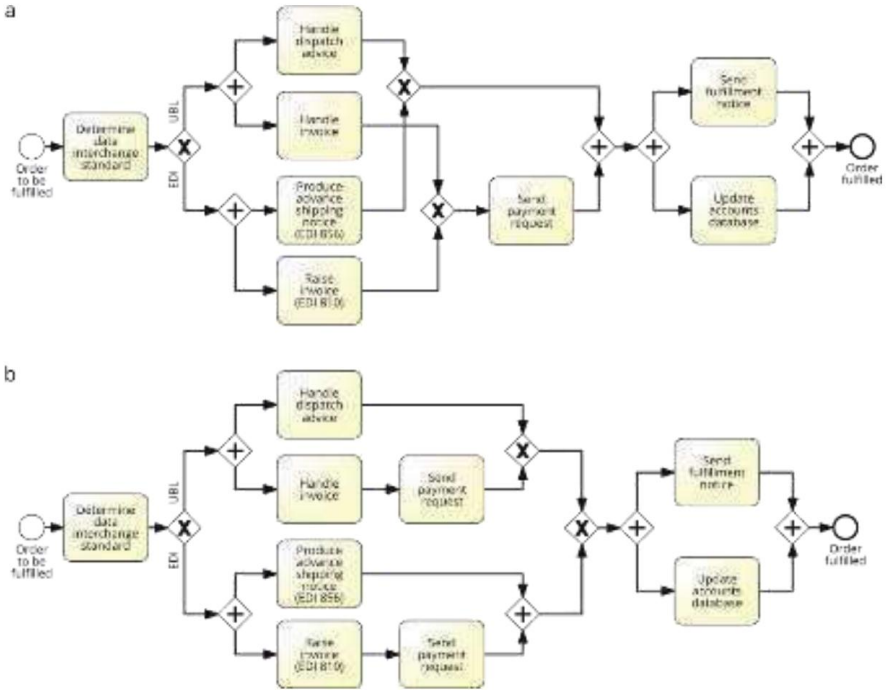 a
Handle
dispatch
advice
UBL
Handle
invoice
Determine
data
interchange
standard
Order
to be
fulfilled
EDI
Produce
advance
shipping
notice
Raise
invoice
(EDI 810)
Send
payment
request
Send
fulfillment
notice
Update
accounts
database
Order
fulfilled
b
Handle
dispatch
advice
UBL
Handle
invoice
Send
payment
request
Determine
data
interchange
standard
Order
to be
fulfilled
EDI
Produce
advance
shipping
notice
(EDI 856)
Raise
invoice
(EDI 810)
Send
payment
request
Send
fulfillment
notice
Update
accounts
database
Order
fulfilled